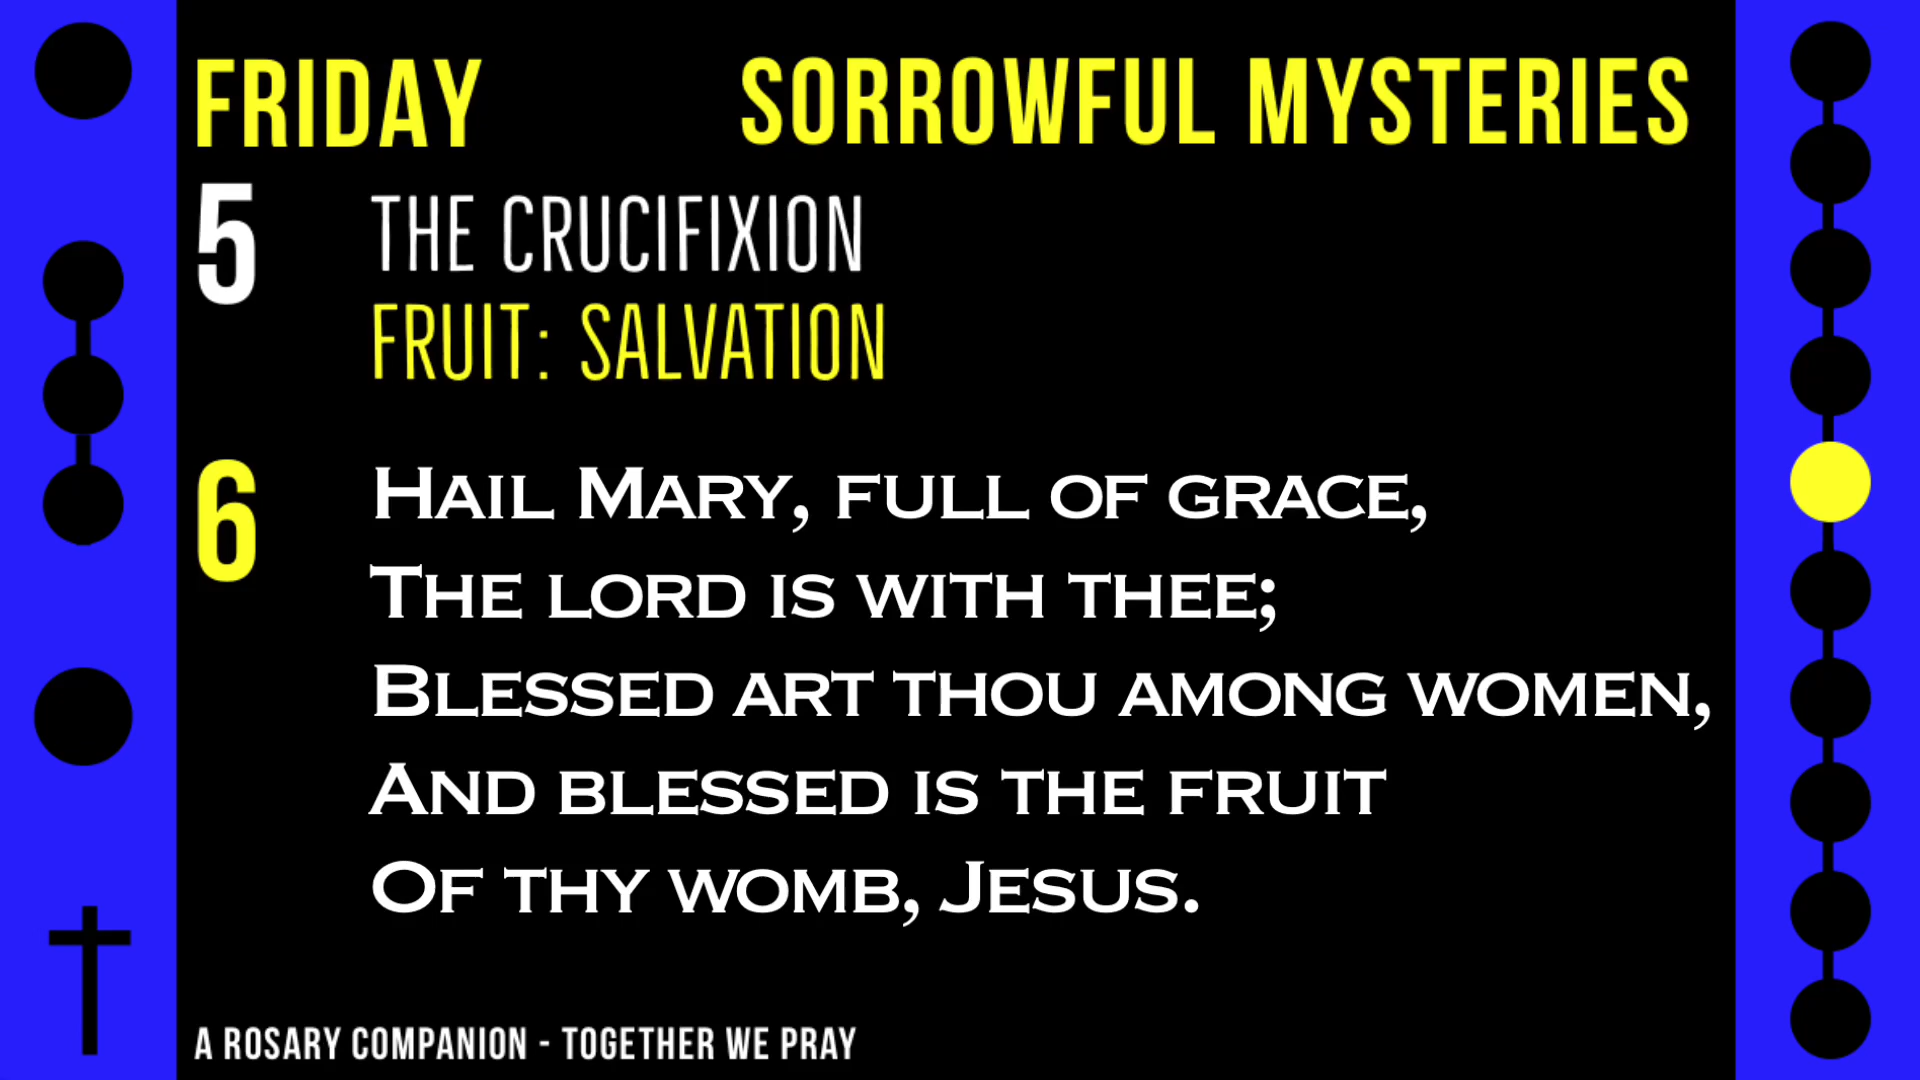 FRIDAY SORROWFUL MYSTERIES
5 THE CRUCIFIXION
FRUIT: SALVATION
6 HAIL MARY, FULL OF GRACE,
THE LORD IS WITH THEE;
BLESSED ART THOU AMONG WOMEN,
AND BLESSED IS THE FRUIT
OF THY WOMB, JESUS.
A ROSARY COMPANION - TOGETHER WE PRAY